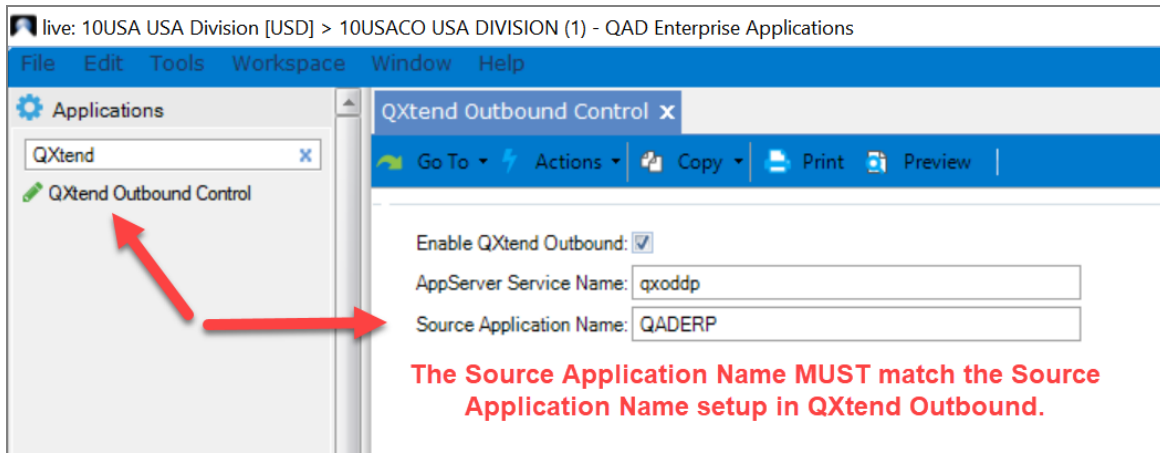 live: 10USA USA Division [USD] > 10USACO USA DIVISION (1) - QAD Enterprise Applications
File Edit Tools Workspace Window Help
Applications
QXtend
QXtend Outbound Control
QXtend Outbound Control x
Go To Actions Copy Print Preview
Enable QXtend Outbound:
AppServer Service Name: qxoddp
Source Application Name: QADERP
The Source Application Name MUST match the Source
Application Name setup in QXtend Outbound.